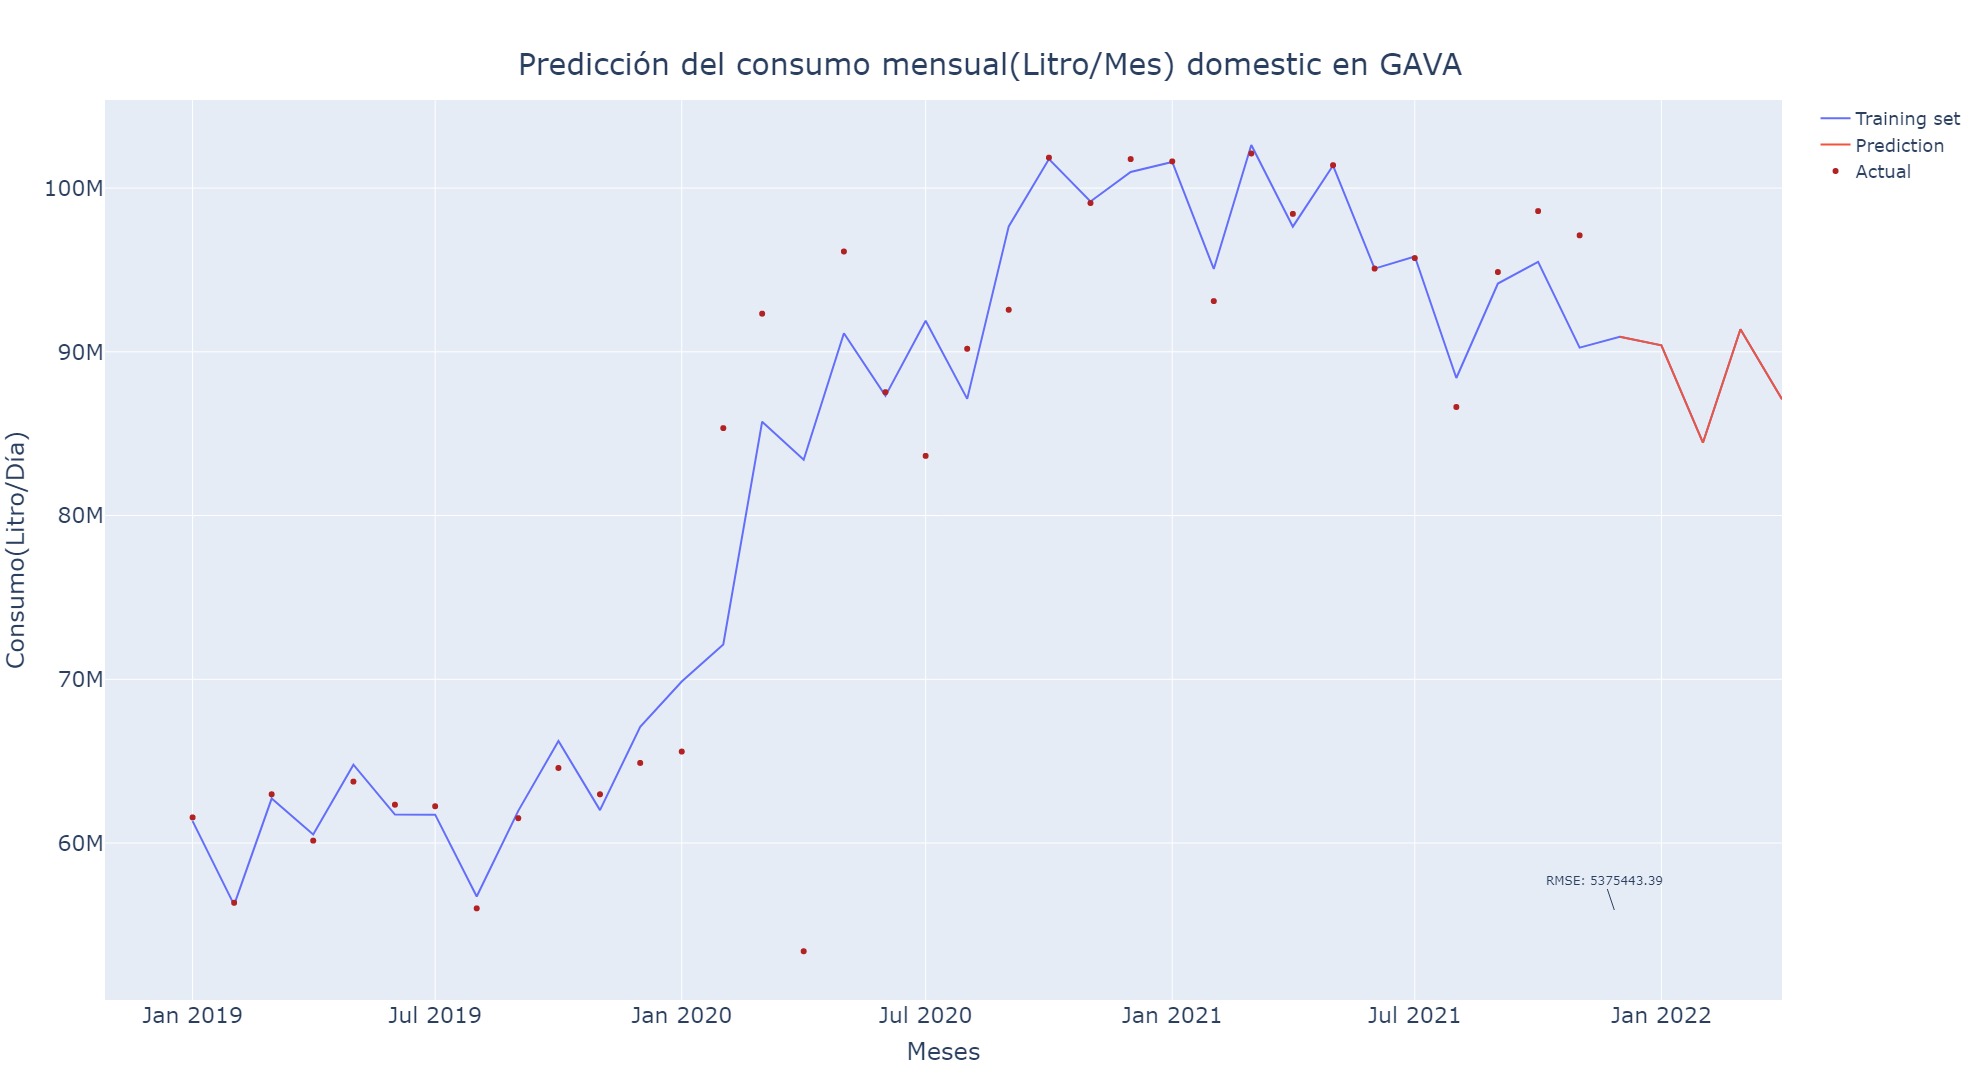 Predicción del consumo mensual(Litro/Mes) domestic en GAVA
Training set
Prediction
Actual
100M
90M
80M
70M
60M
Consumo(Litro/Día)
RMSE: 5375443.39
Jan 2019
Jul 2019
Jan 2020
Jul 2020
Jan 2021
Jul 2021
Jan 2022
Meses